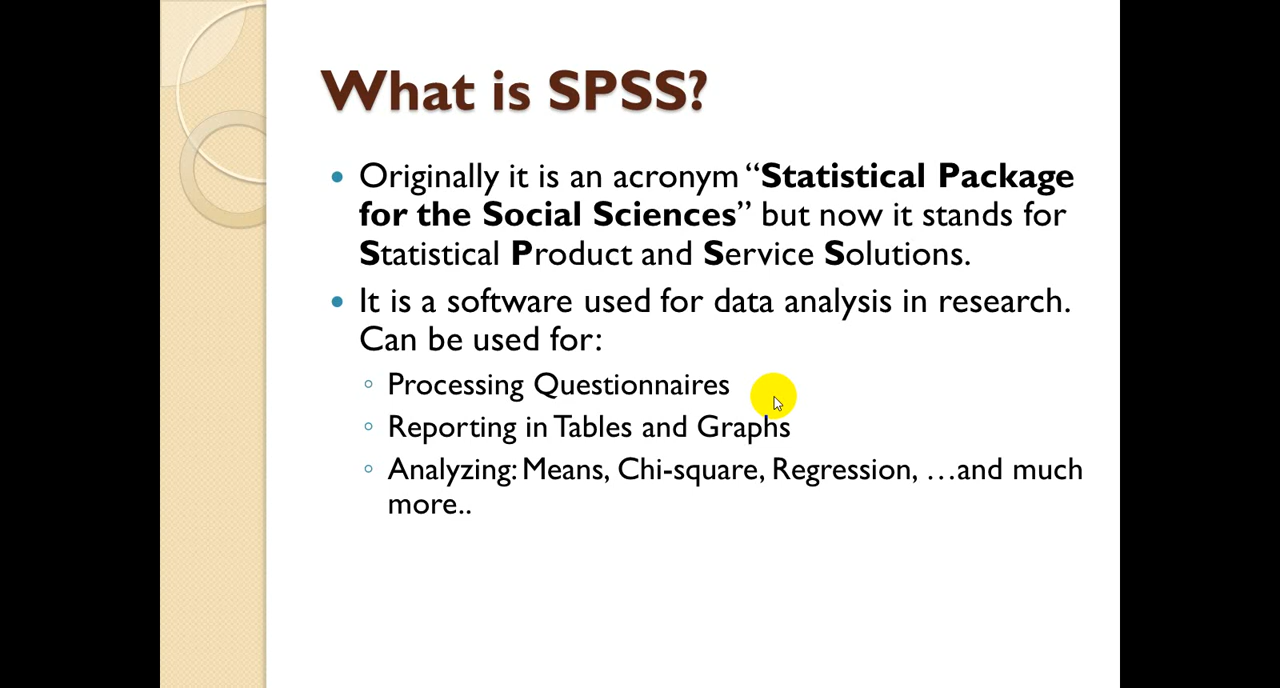 What is SPSS?
Originally it is an acronym “Statistical Package
for the Social Sciences” but now it stands for
Statistical Product and Service Solutions.
It is a software used for data analysis in research.
Can be used for:
Processing Questionnaires
Reporting in Tables and Graphs
Analyzing: Means, Chi-square, Regression, …and much
more..